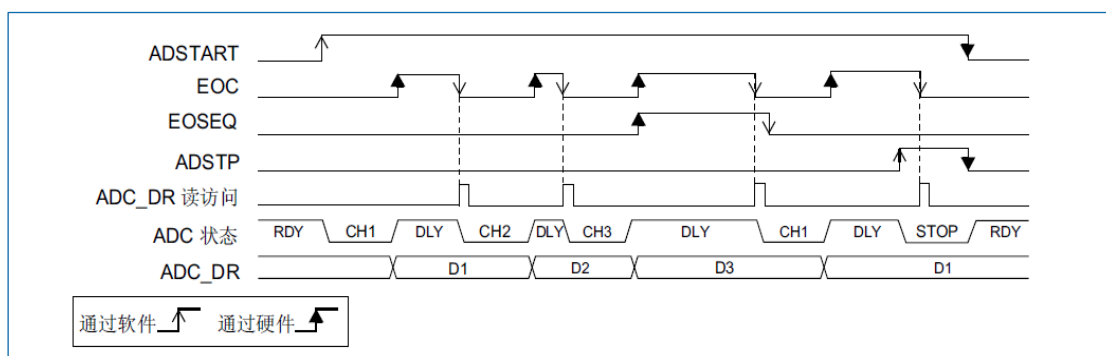 ADSTART
EOC
EOSEQ
ADSTP
ADC_DR 读访问
ADC 状态 RDY CH1 DLY CH2 DLY CH3 DLY CH1 DLY STOP RDY
ADC_DR D1 D2 D3 D1
通过软件 通过硬件